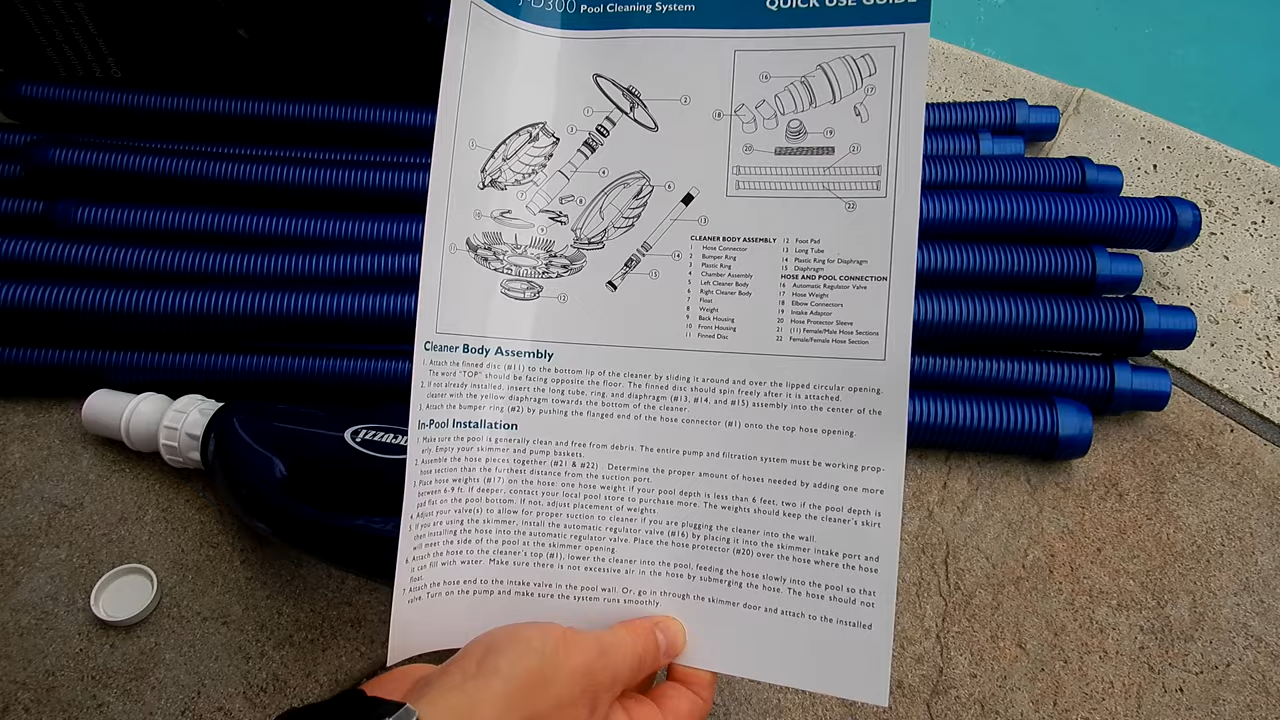 J-D300 Pool Cleaning System
QUICK USE GUIDE
1
2
3
4
5
6
7
8
9
10
11
12
13
14
15
16
17
18
19
20
21
22
CLEANER BODY ASSEMBLY
1 Hose Connector
2 Bumper Ring
3 Plastic Ring
4 Chamber Assembly
5 Left Cleaner Body
6 Right Cleaner Body
7 Float
8 Weight
9 Back Housing
10 Front Housing
11 Finned Disc
12 Foot Pad
13 Long Tube
14 Plastic Ring for Diaphragm
15 Diaphragm
HOSE AND POOL CONNECTION
16 Automatic Regulator Valve
17 Hose Weight
18 Elbow Connectors
19 Intake Adaptor
20 Hose Protector Sleeve
21 (11) Female/Male Hose Sections
22 Female/Female Hose Section
Cleaner Body Assembly
1. Attach the finned disc (#11) to the bottom lip of the cleaner by sliding it around and over the lipped circular opening.
The word "TOP" should be facing opposite the floor. The finned disc should spin freely after it is attached.
2. If not already installed, insert the long tube, ring, and diaphragm (#13, #14, and #15) assembly into the center of the
cleaner with the yellow diaphragm towards the bottom of the cleaner.
3. Attach the bumper ring (#2) by pushing the flanged end of the hose connector (#1) onto the top hose opening.
In-Pool Installation
1. Make sure the pool is generally clean and free from debris. The entire pump and filtration system must be working prop-
erly. Empty your skimmer and pump baskets.
2. Assemble the hose pieces together (#21 & #22). Determine the proper amount of hoses needed by adding one more
hose section than the furthest distance from the suction port.
3. Place hose weights (#17) on the hose: one hose weight if your pool depth is less than 6 feet, two if the pool depth is
between 6-9 ft. If deeper, contact your local pool store to purchase more. The weights should keep the cleaner's skirt
pad flat on the pool bottom. If not, adjust placement of weights.
4. Adjust your valve(s) to allow for proper suction to cleaner if you are plugging the cleaner into the wall.
5. If you are using the skimmer, install the automatic regulator valve (#16) by placing it into the skimmer intake port and
then installing the hose into the automatic regulator valve. Place the hose protector (#20) over the hose where the hose
will meet the side of the pool at the skimmer opening.
6. Attach the hose to the cleaner's top (#1), lower the cleaner into the pool, feeding the hose slowly into the pool so that
it can fill with water. Make sure there is not excessive air in the hose by submerging the hose. The hose should not
float.
7. Attach the hose end to the intake valve in the pool wall. Or, go in through the skimmer door and attach to the installed
valve. Turn on the pump and make sure the system runs smoothly.